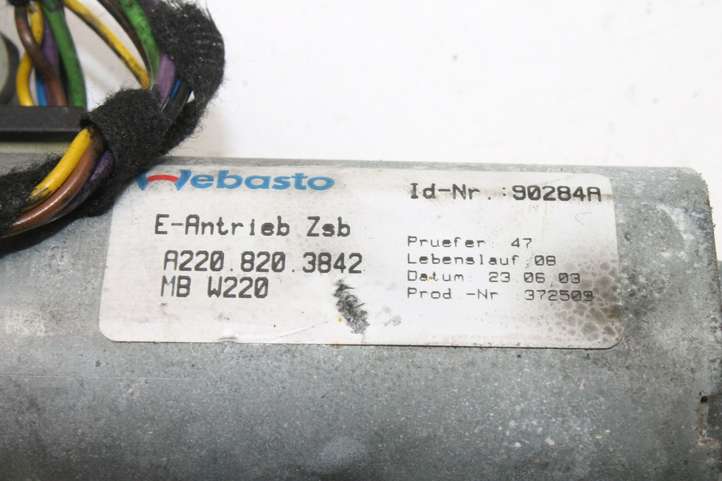 Webasto
Id-Nr.:90284A
E-Antrieb Zsb
A220.820.3842
MB W220
Pruefer: 47
Lebenslauf:08
Datum: 23.06.03
Prod.-Nr: 372509